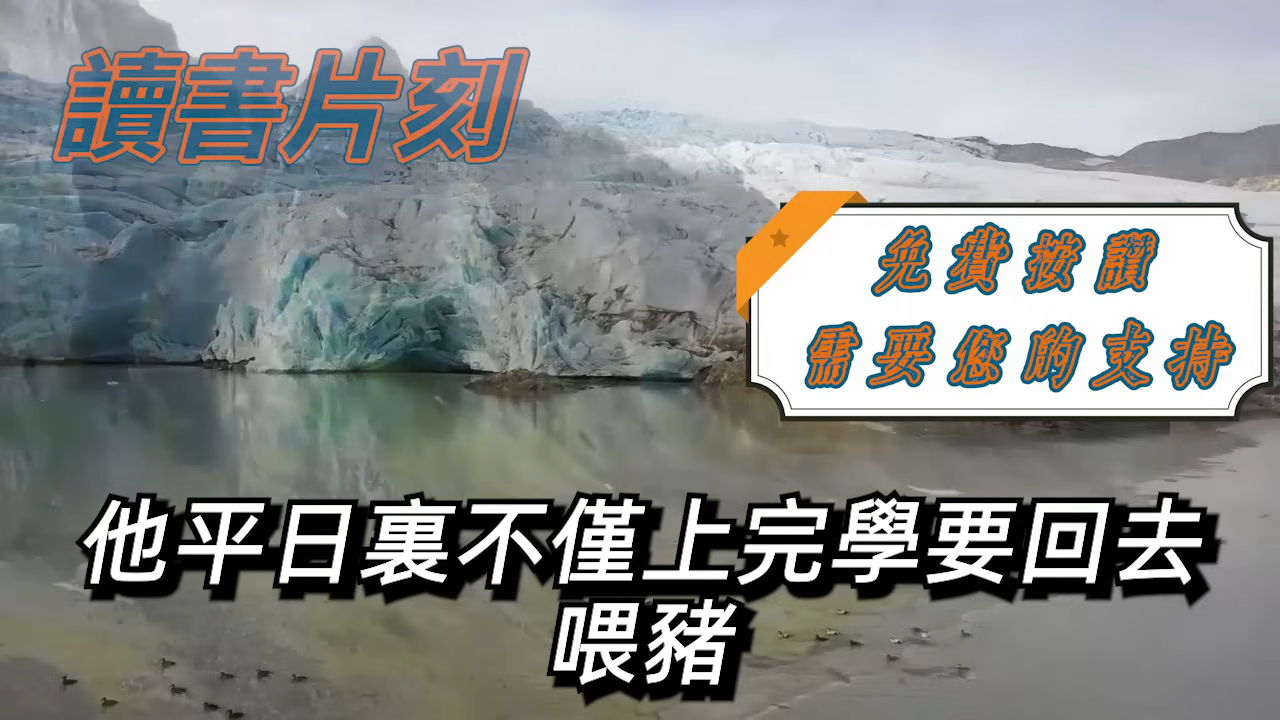 讀書片刻
免費按讚
需要您的支持
他平日裏不僅上完學要回去
喂豬